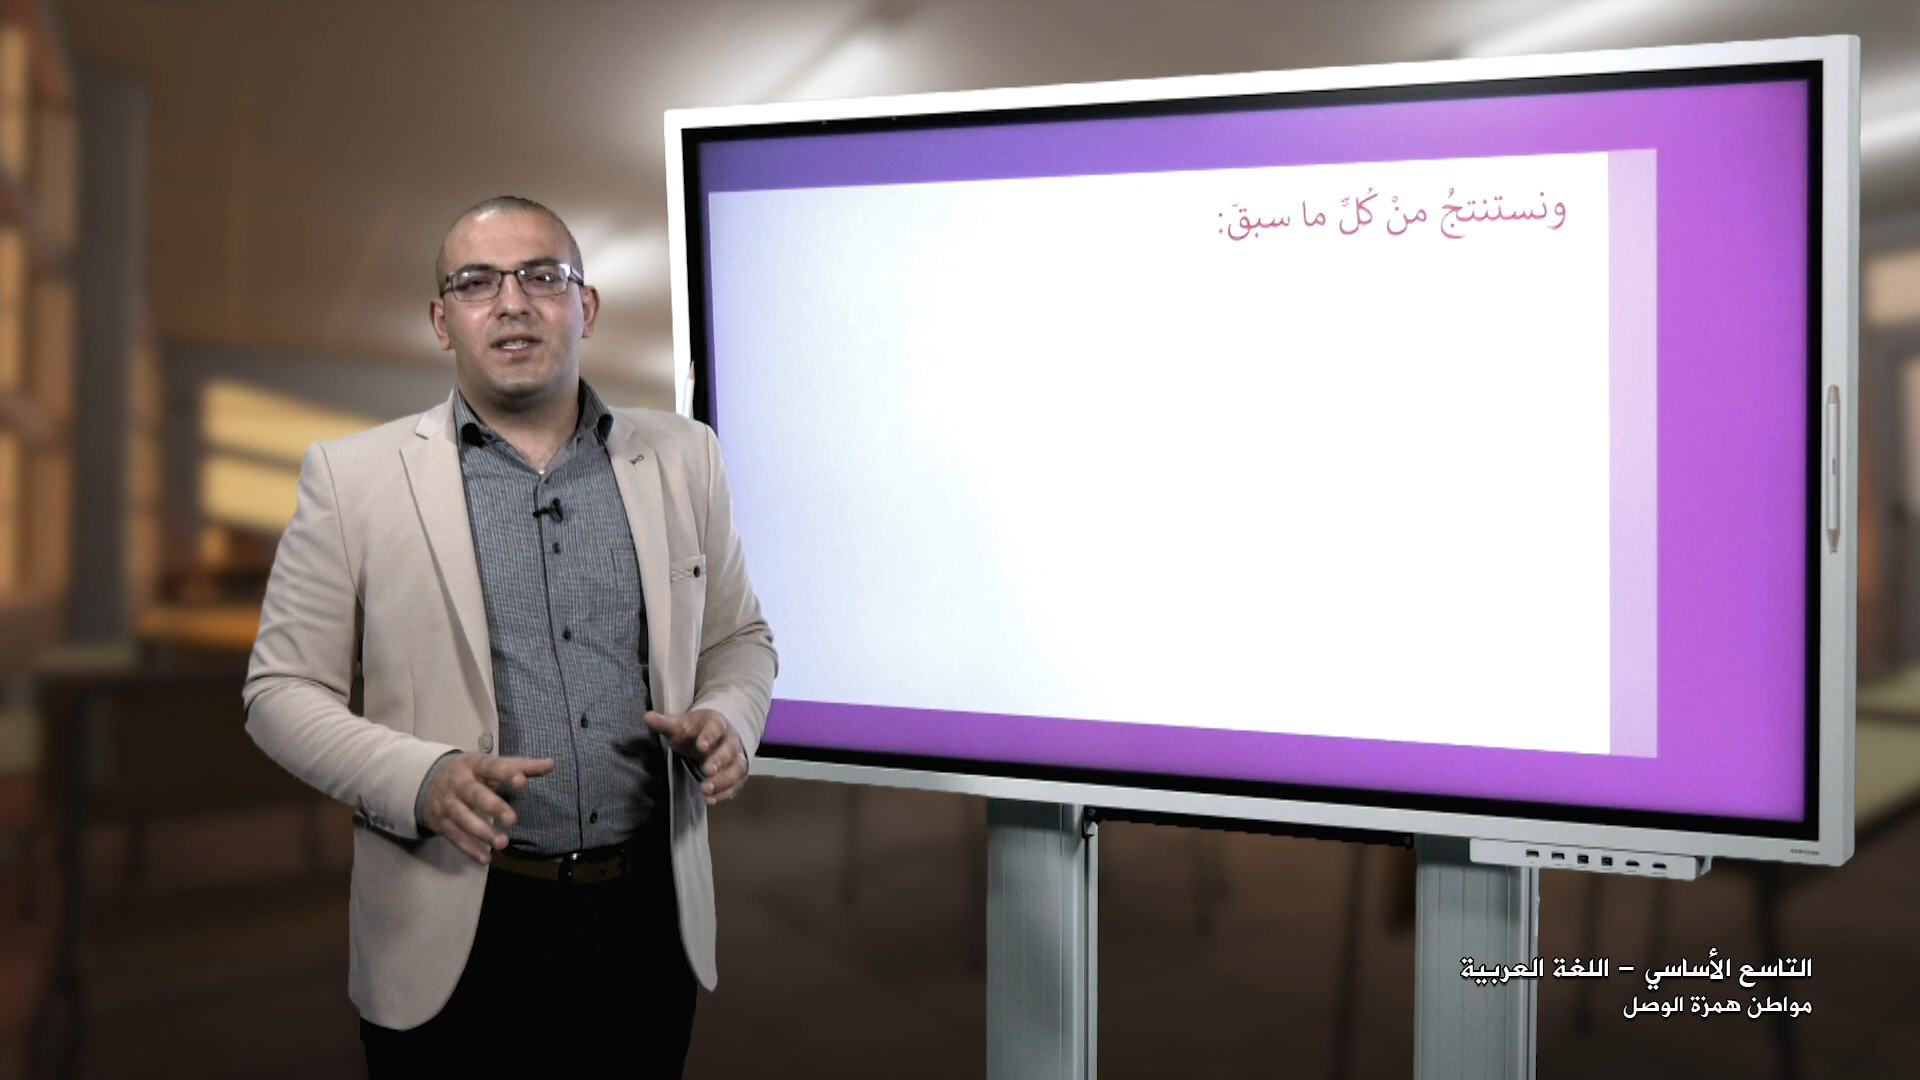 ونستنتجُ منْ كُلِّ ما سبقَ:
التاسع الأساسي - اللغة العربية
مواطن همزة الوصل